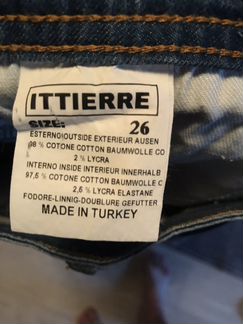 ITTIERRE
SIZE: 26
ESTERNO/OUTSIDE EXTERIEUR AUSEN
98 % COTONE COTTON BAUMWOLLE CO
2 % LYCRA
INTERNO INSIDE INTERIEUR INNERHALB
97,5 % COTONE COTTON BAUMWOLLE C
2,5 % LYCRA ELASTANE
FODORE-LINNIG-DOUBLURE GEFUTTER
MADE IN TURKEY